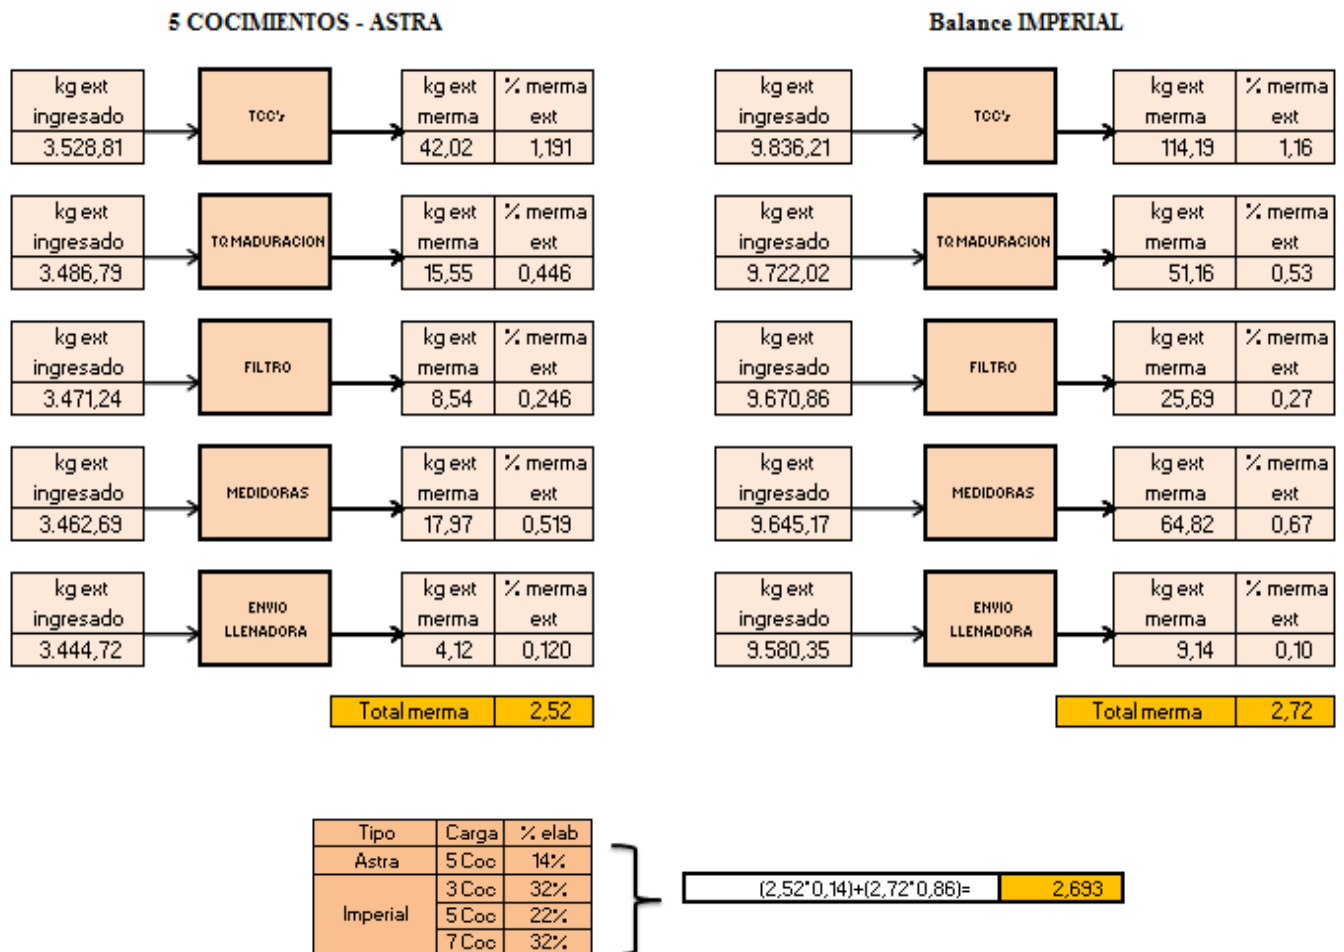 5 COCIMIENTOS - ASTRA
Balance IMPERIAL
kg ext ingresado
3.528,81
TCC's
kg ext merma
% merma ext
42,02
1,191
kg ext ingresado
9.836,21
TCC's
kg ext merma
% merma ext
114,19
1,16
kg ext ingresado
3.486,79
TQ MADURACION
kg ext merma
% merma ext
15,55
0,446
kg ext ingresado
9.722,02
TQ MADURACION
kg ext merma
% merma ext
51,16
0,53
kg ext ingresado
3.471,24
FILTRO
kg ext merma
% merma ext
8,54
0,246
kg ext ingresado
9.670,86
FILTRO
kg ext merma
% merma ext
25,69
0,27
kg ext ingresado
3.462,69
MEDIDORAS
kg ext merma
% merma ext
17,97
0,519
kg ext ingresado
9.645,17
MEDIDORAS
kg ext merma
% merma ext
64,82
0,67
kg ext ingresado
3.444,72
ENVIO LLENADORA
kg ext merma
% merma ext
4,12
0,120
kg ext ingresado
9.580,35
ENVIO LLENADORA
kg ext merma
% merma ext
9,14
0,10
Total merma 2,52
Total merma 2,72
Tipo Carga % elab
Astra 5 Coc 14%
Imperial
3 Coc 32%
5 Coc 22%
7 Coc 32%
(2,52*0,14)+(2,72*0,86)= 2,693